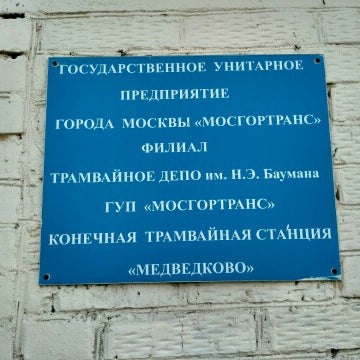 ГОСУДАРСТВЕННОЕ УНИТАРНОЕ
ПРЕДПРИЯТИЕ
ГОРОДА МОСКВЫ «МОСГОРТРАНС»
ФИЛИАЛ
ТРАМВАЙНОЕ ДЕПО им. Н.Э. Баумана
ГУП «МОСГОРТРАНС»
КОНЕЧНАЯ ТРАМВАЙНАЯ СТАНЦИЯ
«МЕДВЕДКОВО»